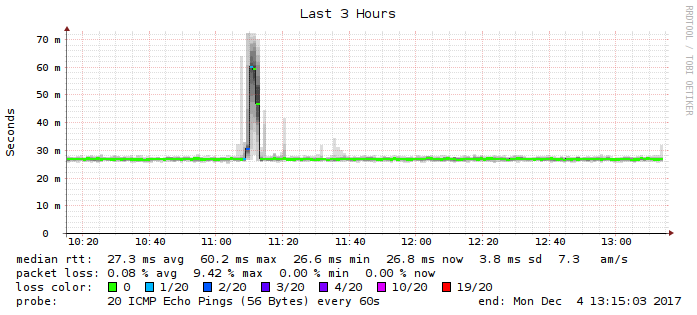 Last 3 Hours
RRDTOOL / TOBI OETIKER
Seconds
70 m
60 m
50 m
40 m
30 m
20 m
10 m
0
10:20 10:40 11:00 11:20 11:40 12:00 12:20 12:40 13:00
median rtt: 27.3 ms avg 60.2 ms max 26.6 ms min 26.8 ms now 3.8 ms sd 7.3 am/s
packet loss: 0.08 % avg 9.42 % max 0.00 % min 0.00 % now
loss color: 0 1/20 2/20 3/20 4/20 10/20 19/20
probe: 20 ICMP Echo Pings (56 Bytes) every 60s end: Mon Dec 4 13:15:03 2017